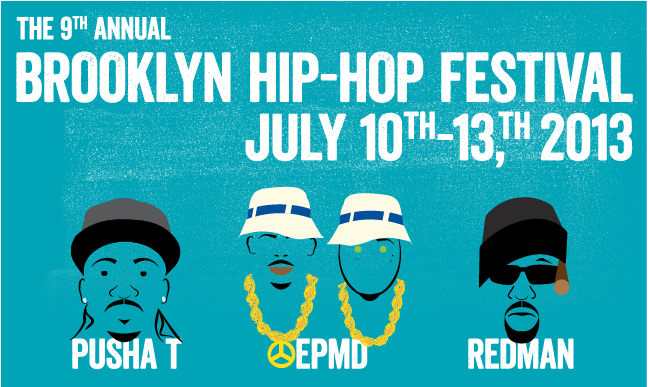 THE 9TH ANNUAL
BROOKLYN HIP-HOP FESTIVAL
JULY 10TH-13,TH 2013
PUSHA T
EPMD
REDMAN